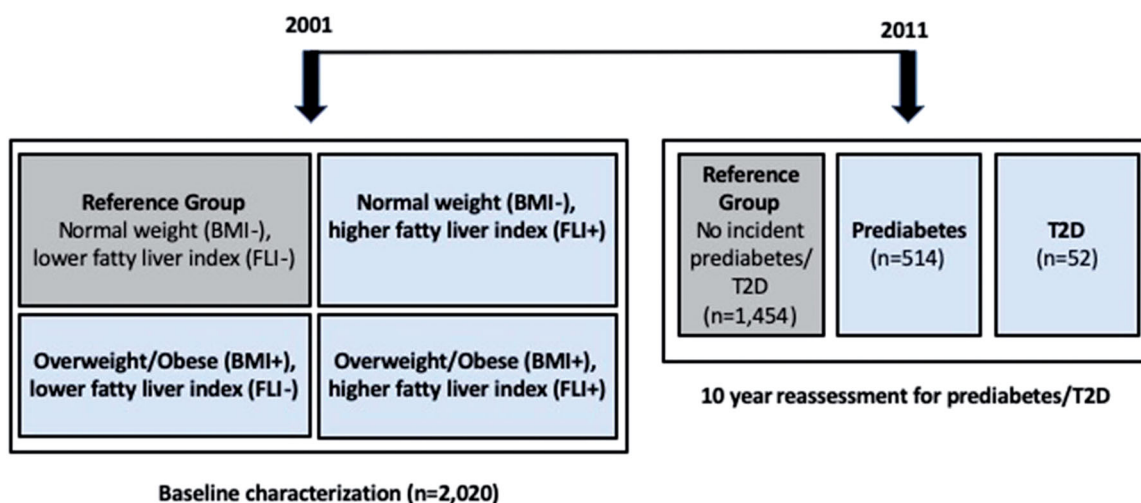 2001
2011
Reference Group
Normal weight (BMI-),
lower fatty liver index (FLI-)
Normal weight (BMI-),
higher fatty liver index (FLI+)
Overweight/Obese (BMI+),
lower fatty liver index (FLI-)
Overweight/Obese (BMI+),
higher fatty liver index (FLI+)
Baseline characterization (n=2,020)
Reference
Group
No incident
prediabetes/
T2D
(n=1,454)
Prediabetes
(n=514)
T2D
(n=52)
10 year reassessment for prediabetes/T2D